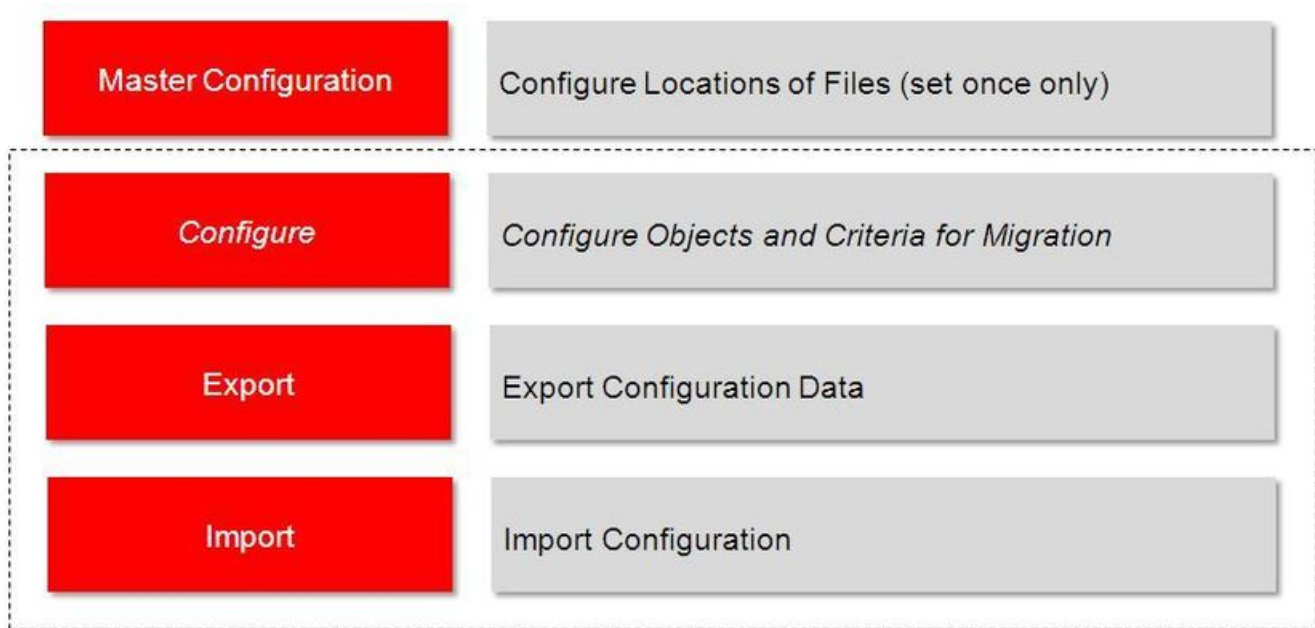 Master Configuration
Configure Locations of Files (set once only)
Configure
Configure Objects and Criteria for Migration
Export
Export Configuration Data
Import
Import Configuration